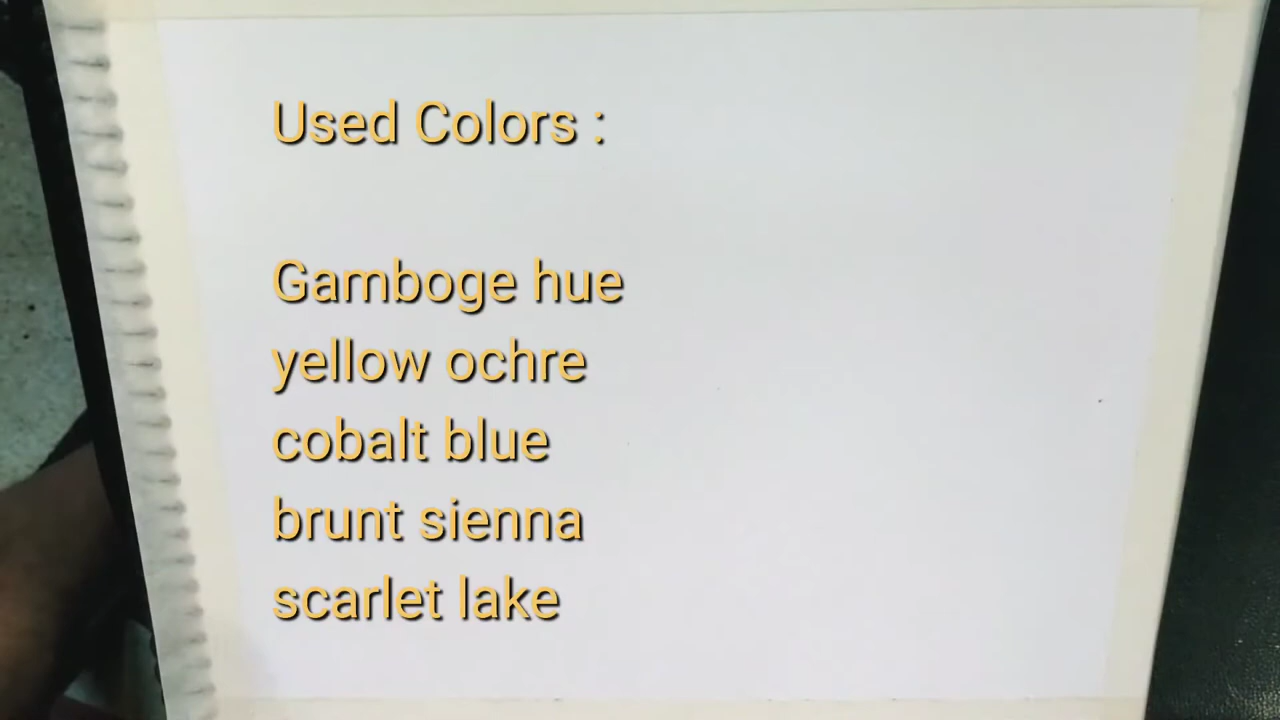 Used Colors :
Gamboge hue
yellow ochre
cobalt blue
brunt sienna
scarlet lake